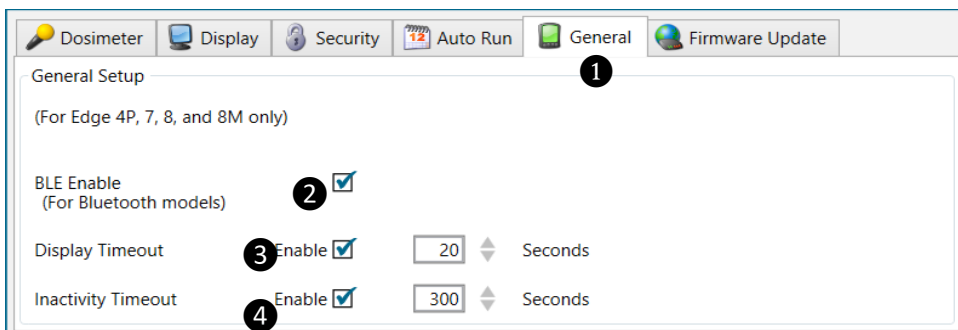 Dosimeter Display Security 12 Auto Run General Firmware Update
1
General Setup
(For Edge 4P, 7, 8, and 8M only)
BLE Enable
2
(For Bluetooth models)
Display Timeout 3 Enable 20 Seconds
Inactivity Timeout 4 Enable 300 Seconds